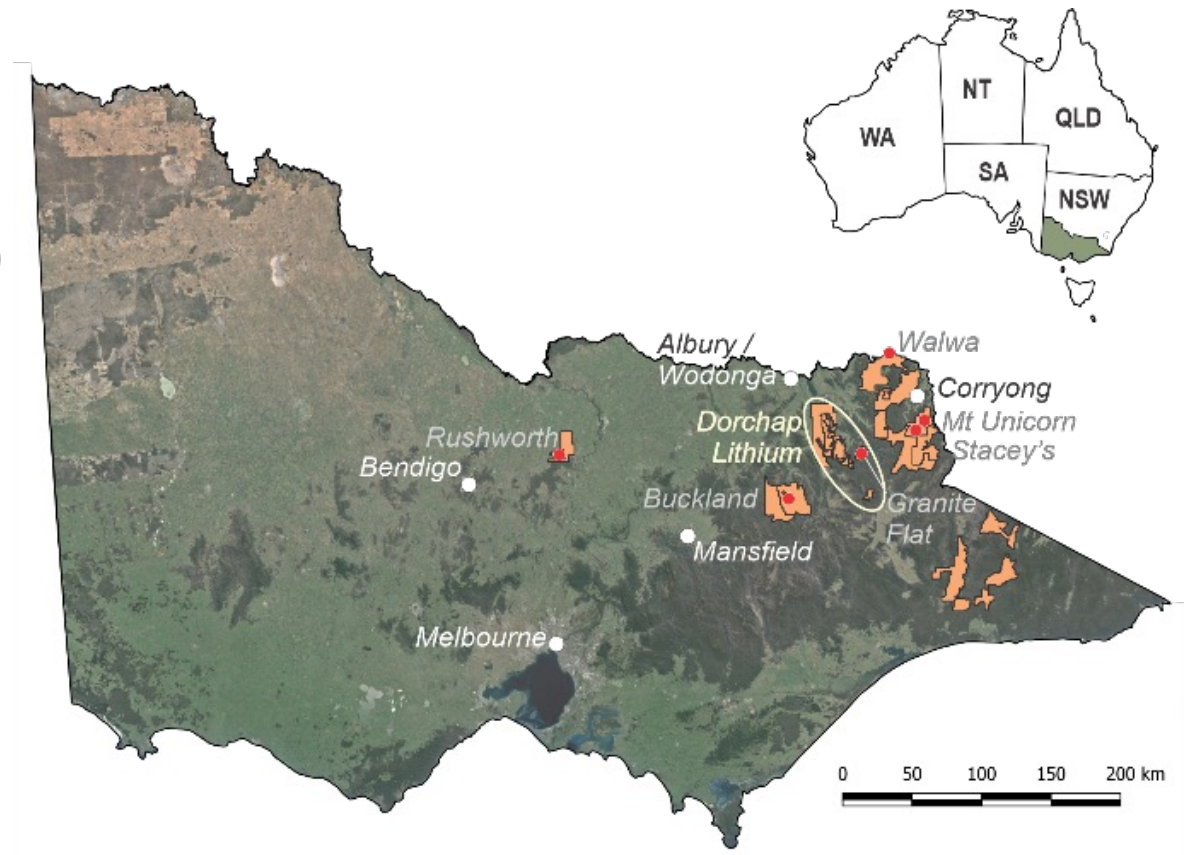 NT
QLD
WA
SA
NSW
Albury /
Wodonga
Walwa
Corryong
Dorchap
Lithium
Mt Unicorn
Stacey's
Rushworth
Bendigo
Buckland
Granite
Flat
Mansfield
Melbourne
0 50 100 150 200 km